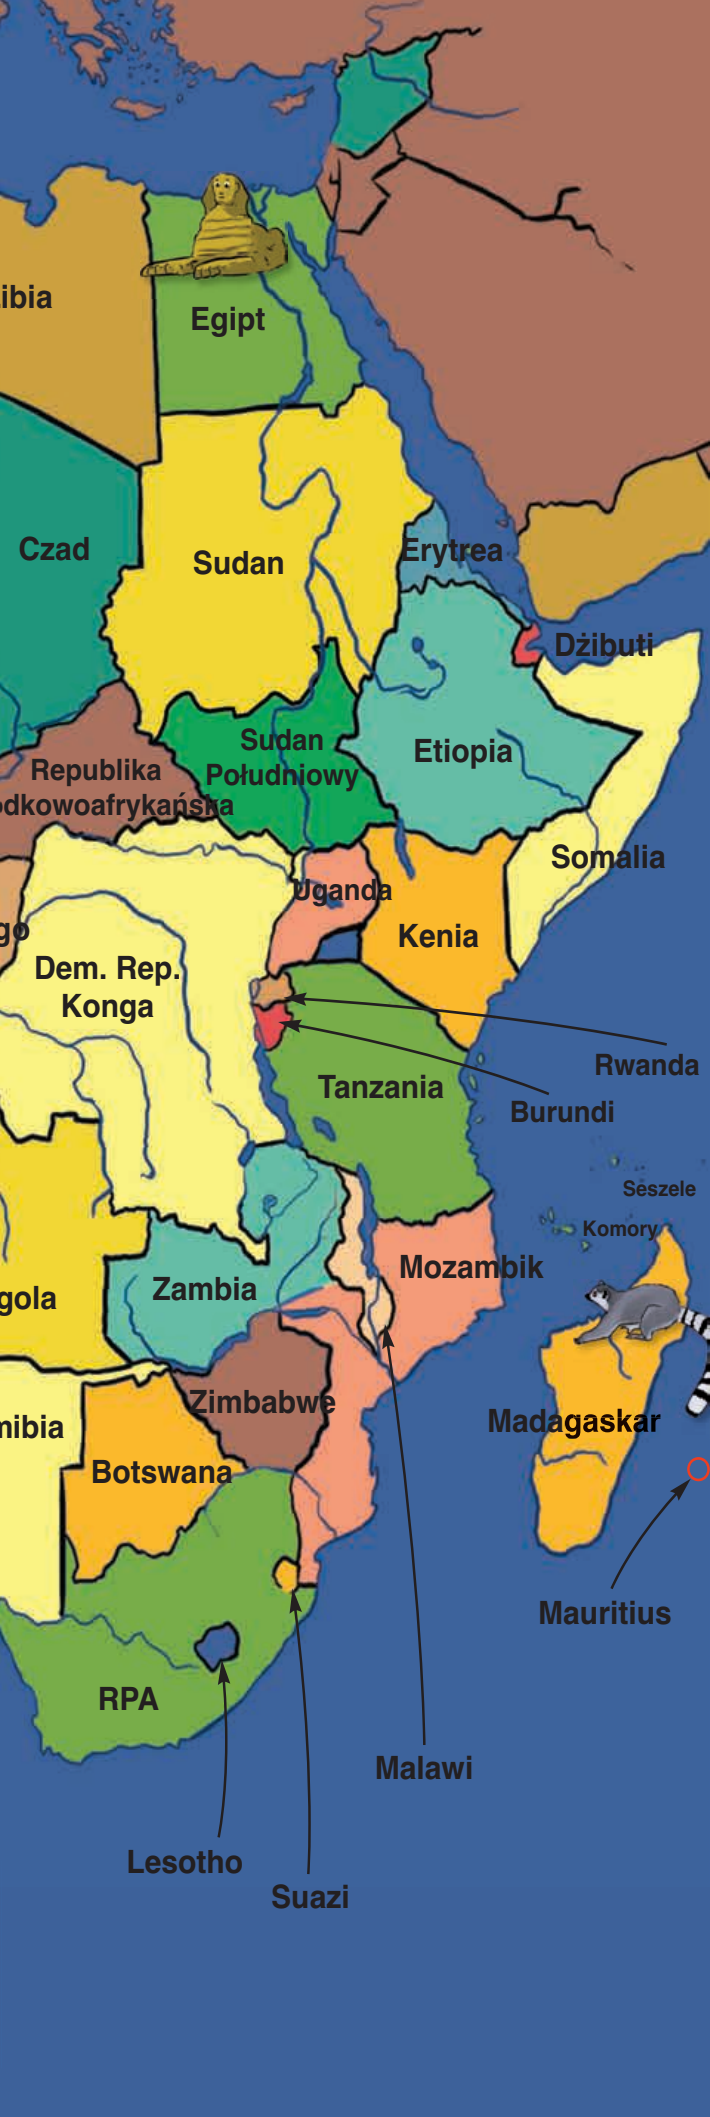 ibia
Egipt
Czad
Sudan
Erytrea
Dżibuti
Sudan
Południowy
Etiopia
Republika
odkowoafrykańska
Somalia
Uganda
go
Kenia
Dem. Rep.
Konga
Rwanda
Tanzania
Burundi
Seszele
Komory
Mozambik
Zambia
gola
Zimbabwe
Madagaskar
mibia
Botswana
Mauritius
RPA
Malawi
Lesotho
Suazi